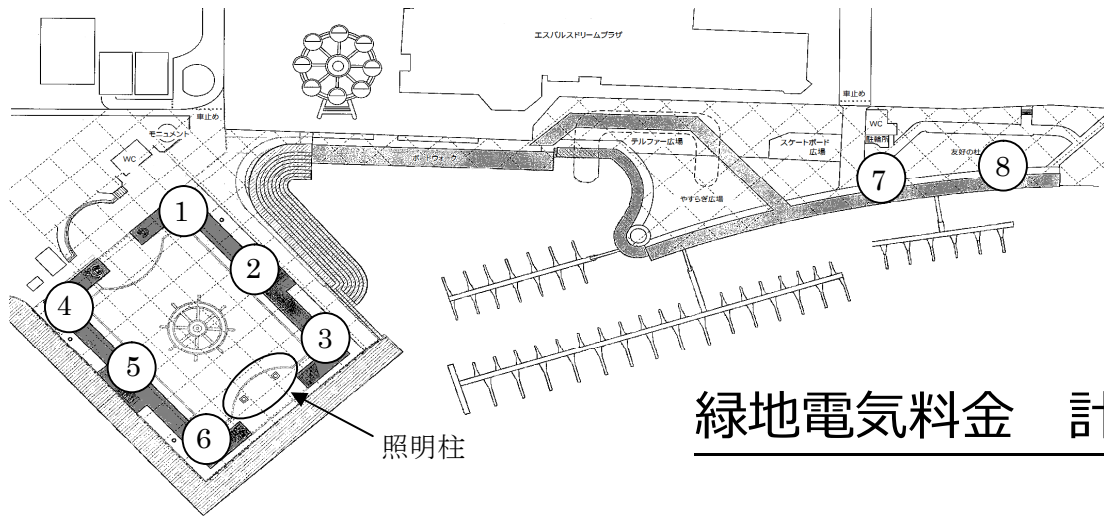 エスパルスドリームプラザ
車止め
車止め
モニュメント
WC
WC
駐輪所
ボードウォーク
テルファー広場
スケートボード
広場
友好の杜
やすらぎ広場
1
2
3
4
5
6
7
8
照明柱
緑地電気料金 計